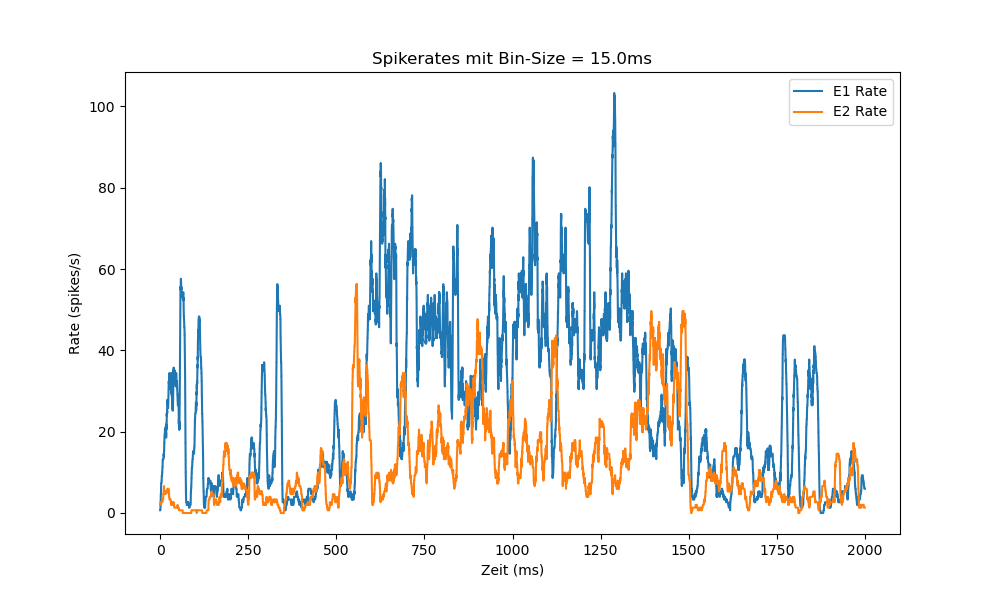 Spikerates mit Bin-Size = 15.0ms
E1 Rate
E2 Rate
100
80
60
40
20
0
Rate (spikes/s)
0 250 500 750 1000 1250 1500 1750 2000
Zeit (ms)